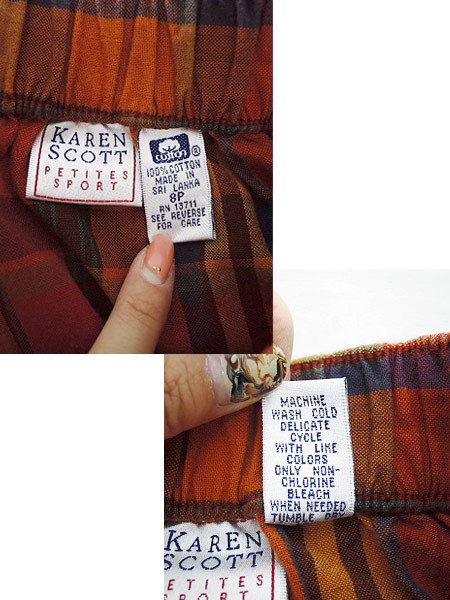 KAREN
SCOTT
PETITES
SPORT
cotton ®
100% COTTON
MADE IN
SRI LANKA
8P
RN 13711
SEE REVERSE
FOR CARE
MACHINE
WASH COLD
DELICATE
CYCLE
WITH LIKE
COLORS
ONLY NON-
CHLORINE
BLEACH
WHEN NEEDED
TUMBLE DRY
KAREN
SCOTT
PETITES
SPORT